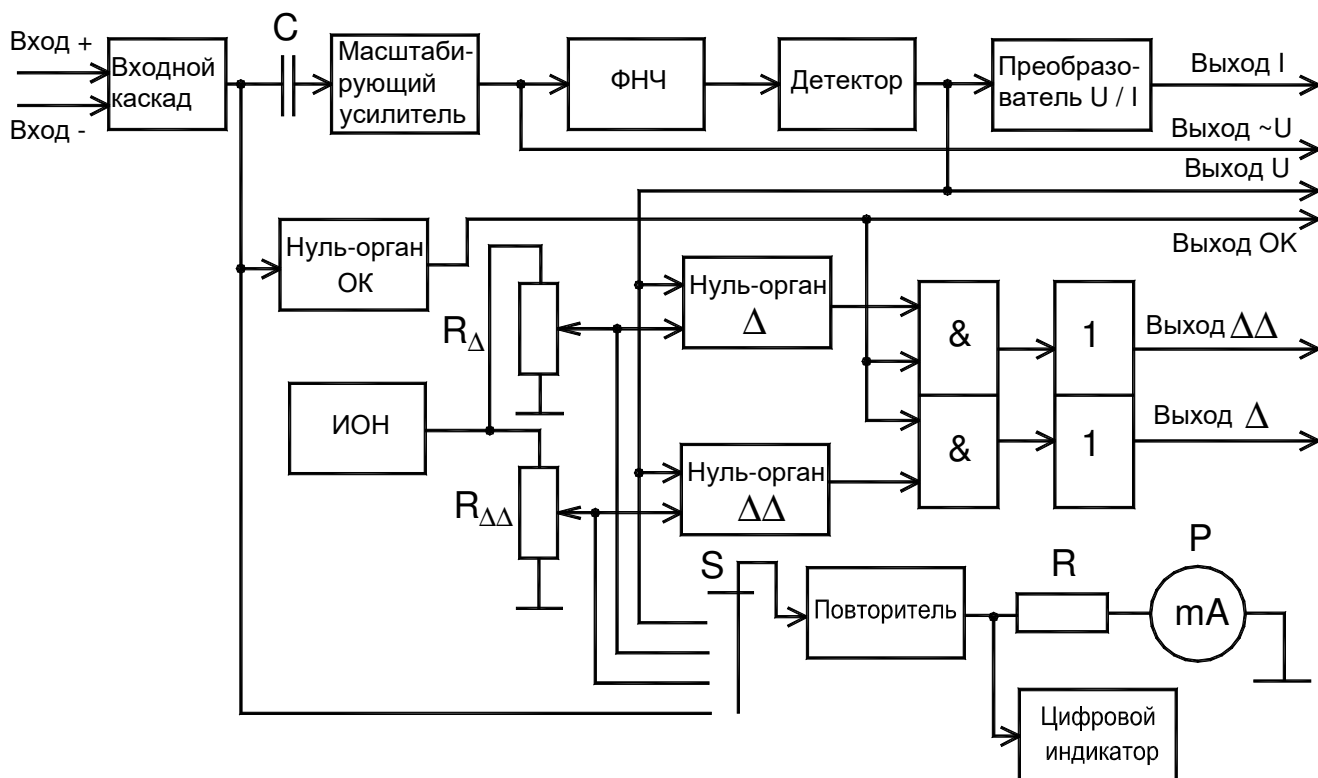 Вход +
Вход -
Входной
каскад
C
Масштаби-
рующий
усилитель
ФНЧ
Детектор
Преобразо-
ватель U / I
Выход I
Выход ~U
Выход U
Выход OK
Нуль-орган
ОК
R∆
Нуль-орган
∆
&
1
Выход ∆∆
ИОН
Выход ∆
&
1
R∆∆
Нуль-орган
∆∆
S
Повторитель
R
P
mA
Цифровой
индикатор